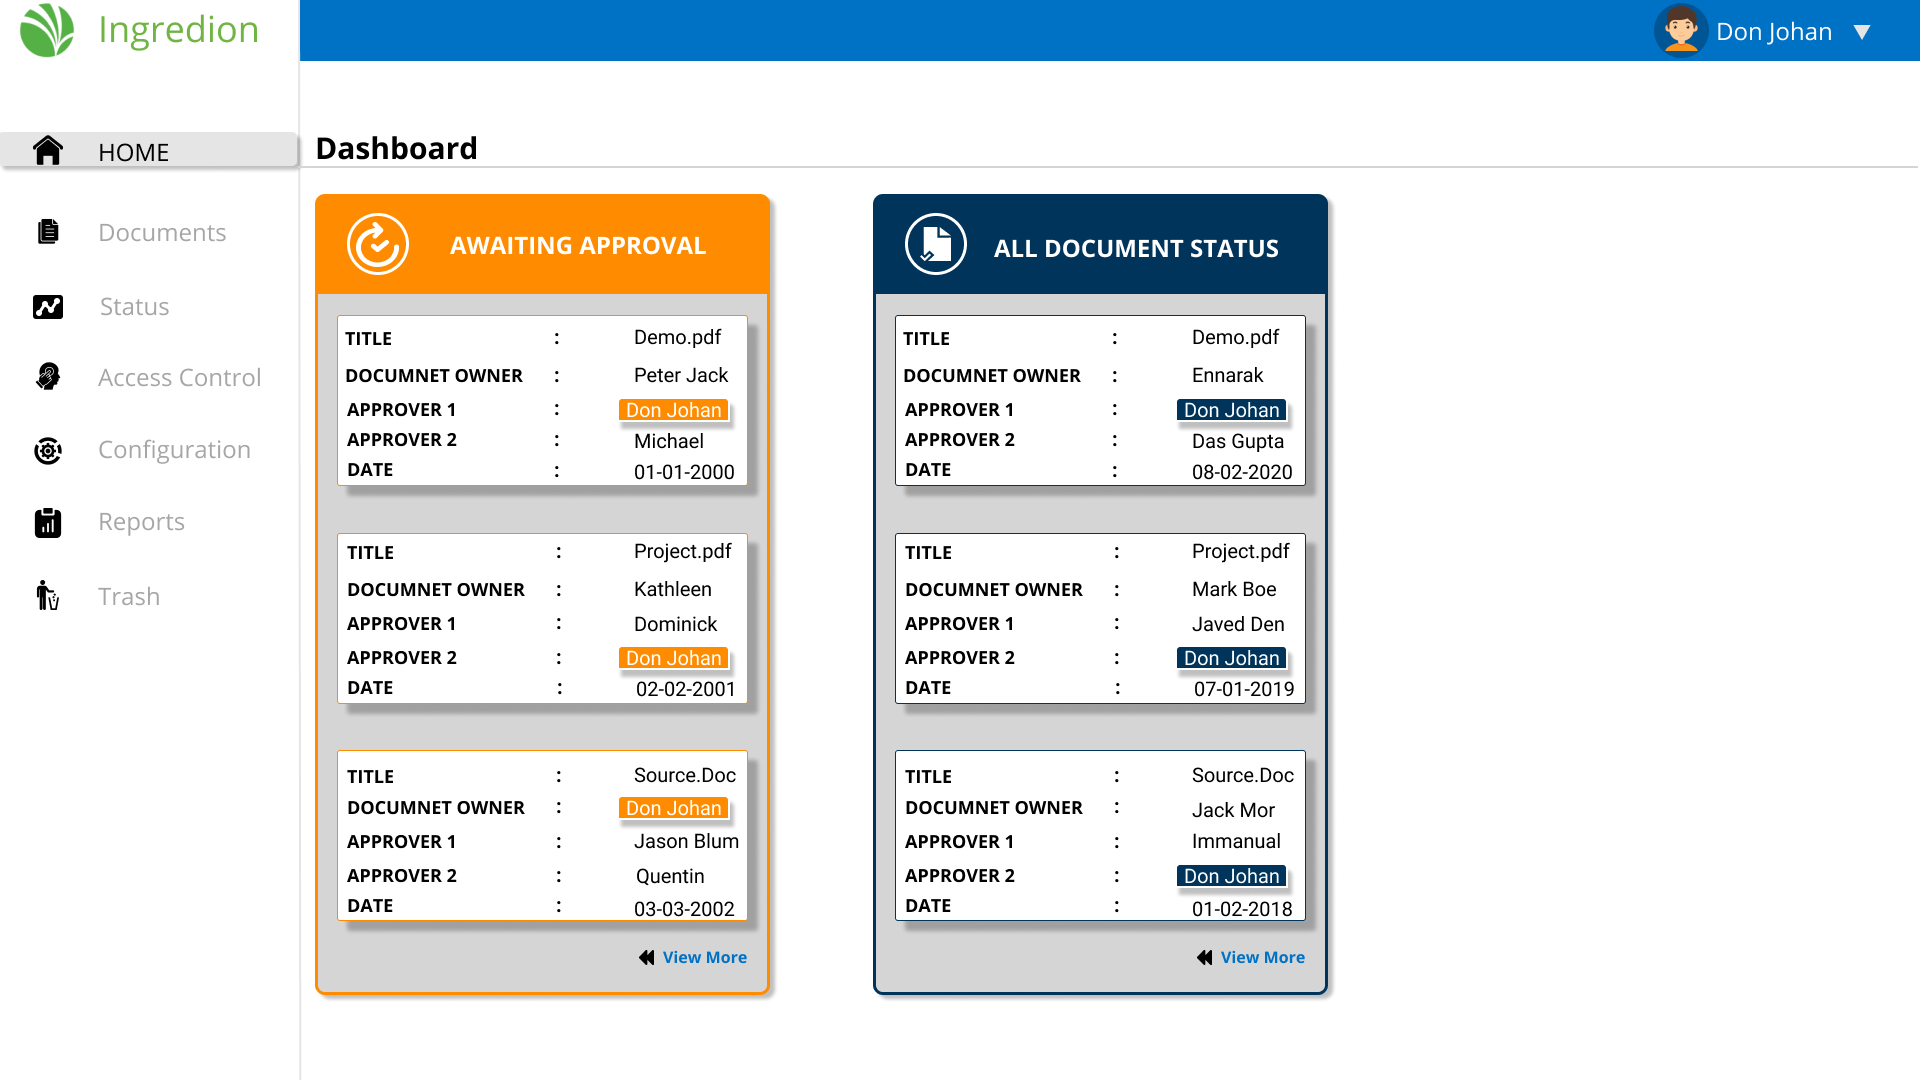 Ingredion
Don Johan
HOME
Documents
Status
Access Control
Configuration
Reports
Trash
Dashboard
AWAITING APPROVAL
TITLE : Demo.pdf
DOCUMNET OWNER : Peter Jack
APPROVER 1 : Don Johan
APPROVER 2 : Michael
DATE : 01-01-2000
TITLE : Project.pdf
DOCUMNET OWNER : Kathleen
APPROVER 1 : Dominick
APPROVER 2 : Don Johan
DATE : 02-02-2001
TITLE : Source.Doc
DOCUMNET OWNER : Don Johan
APPROVER 1 : Jason Blum
APPROVER 2 : Quentin
DATE : 03-03-2002
View More
ALL DOCUMENT STATUS
TITLE : Demo.pdf
DOCUMNET OWNER : Ennarak
APPROVER 1 : Don Johan
APPROVER 2 : Das Gupta
DATE : 08-02-2020
TITLE : Project.pdf
DOCUMNET OWNER : Mark Boe
APPROVER 1 : Javed Den
APPROVER 2 : Don Johan
DATE : 07-01-2019
TITLE : Source.Doc
DOCUMNET OWNER : Jack Mor
APPROVER 1 : Immanual
APPROVER 2 : Don Johan
DATE : 01-02-2018
View More